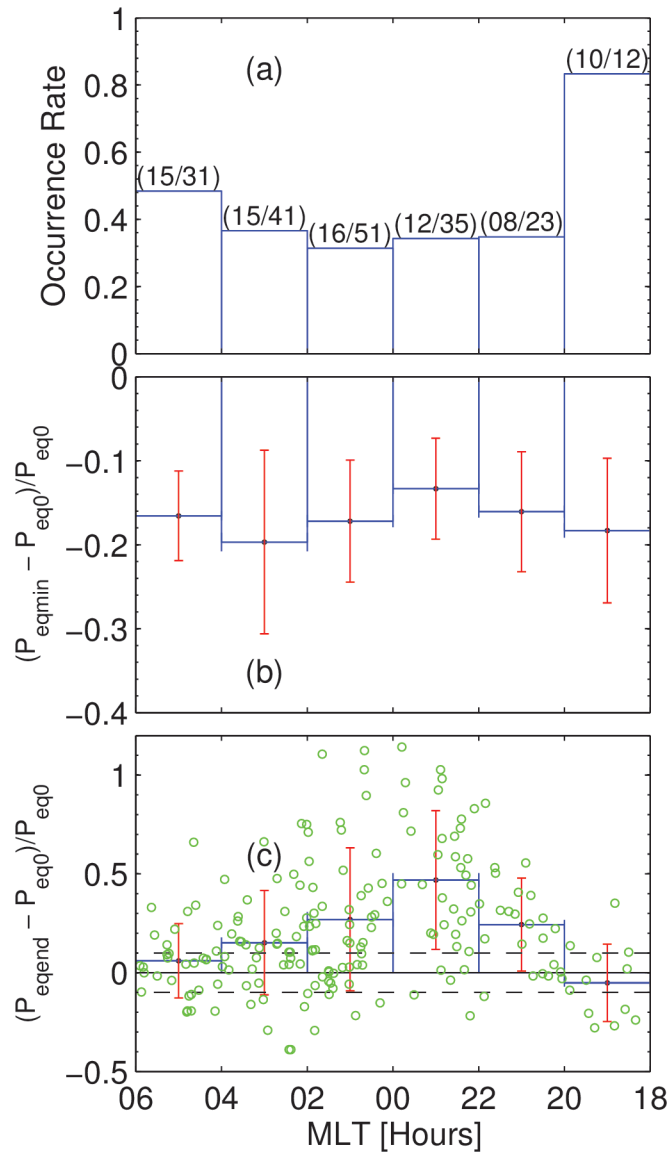 1
0.8
0.6
0.4
0.2
0
Occurrence Rate
(a)
(15/31)
(15/41)
(16/51)
(12/35)
(08/23)
(10/12)
0
−0.1
−0.2
−0.3
−0.4
(P_eqmin − P_eq0)/P_eq0
(b)
1
0.5
0
−0.5
(P_eqend − P_eq0)/P_eq0
(c)
06 04 02 00 22 20 18
MLT [Hours]